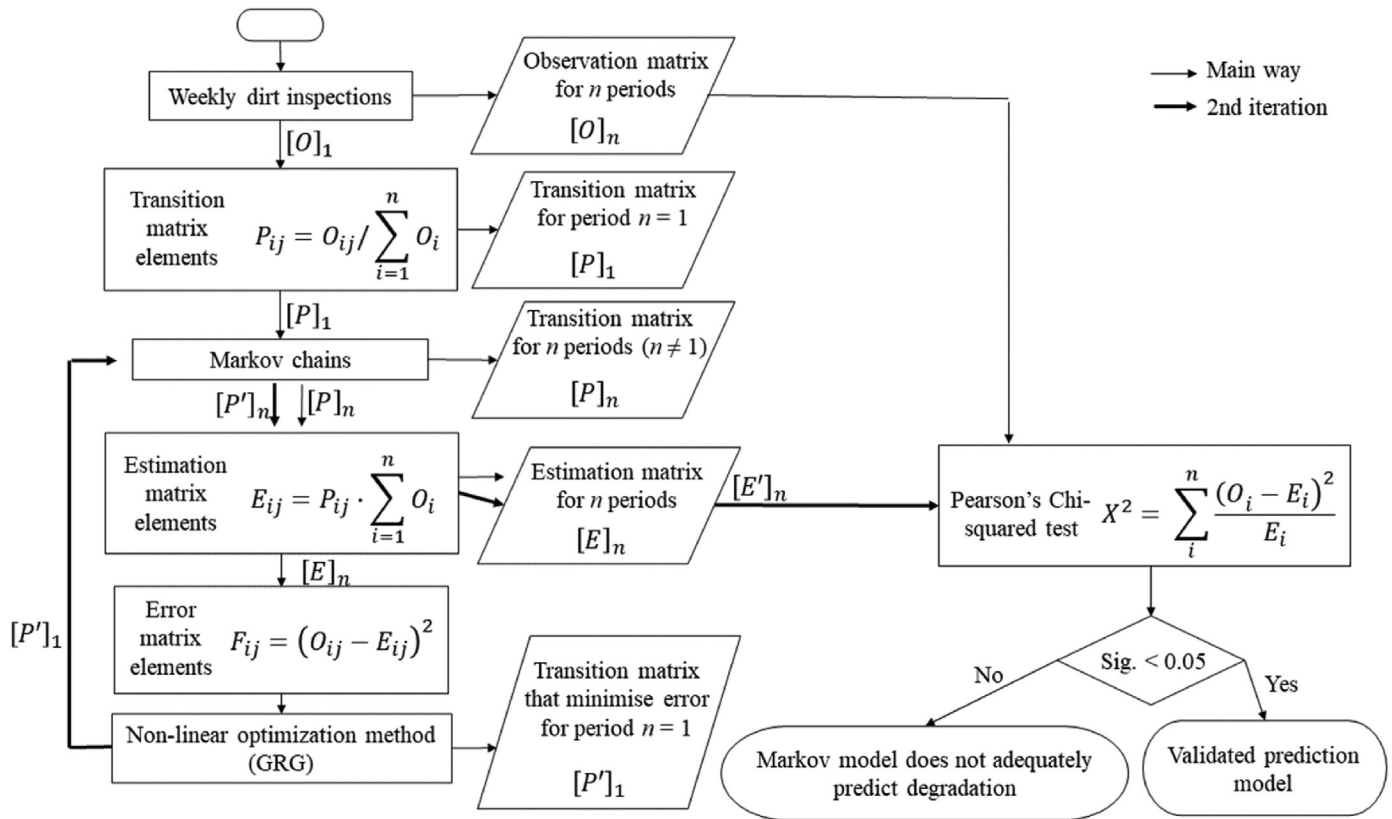 Weekly dirt inspections
Observation matrix
for n periods
[O]ₙ
Main way
2nd iteration
[O]₁
Transition
matrix
elements
Pᵢⱼ = Oᵢⱼ / ∑ⁿᵢ₌₁ Oᵢ
Transition matrix
for period n = 1
[P]₁
[P]₁
Markov chains
Transition matrix
for n periods (n ≠ 1)
[P]ₙ
[P']ₙ
[P]ₙ
Estimation
matrix
elements
Eᵢⱼ = Pᵢⱼ · ∑ⁿᵢ₌₁ Oᵢ
Estimation matrix
for n periods
[E]ₙ
[E']ₙ
Pearson's Chi-
squared test
X² = ∑ⁿᵢ (Oᵢ − Eᵢ)² / Eᵢ
[E]ₙ
Error
matrix
elements
Fᵢⱼ = (Oᵢⱼ − Eᵢⱼ)²
[P']₁
Non-linear optimization method
(GRG)
Transition matrix
that minimise error
for period n = 1
[P']₁
Sig. < 0.05
No
Yes
Markov model does not adequately
predict degradation
Validated prediction
model